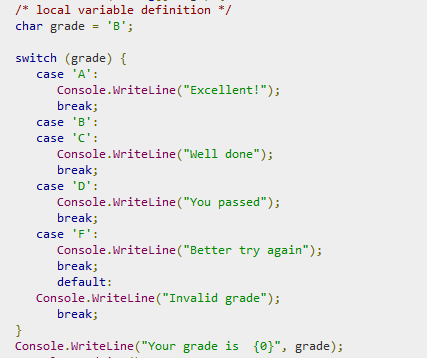 /* local variable definition */
char grade = 'B';

switch (grade) {
   case 'A':
      Console.WriteLine("Excellent!");
      break;
   case 'B':
   case 'C':
      Console.WriteLine("Well done");
      break;
   case 'D':
      Console.WriteLine("You passed");
      break;
   case 'F':
      Console.WriteLine("Better try again");
      break;
      default:
   Console.WriteLine("Invalid grade");
      break;
}
Console.WriteLine("Your grade is  {0}", grade);